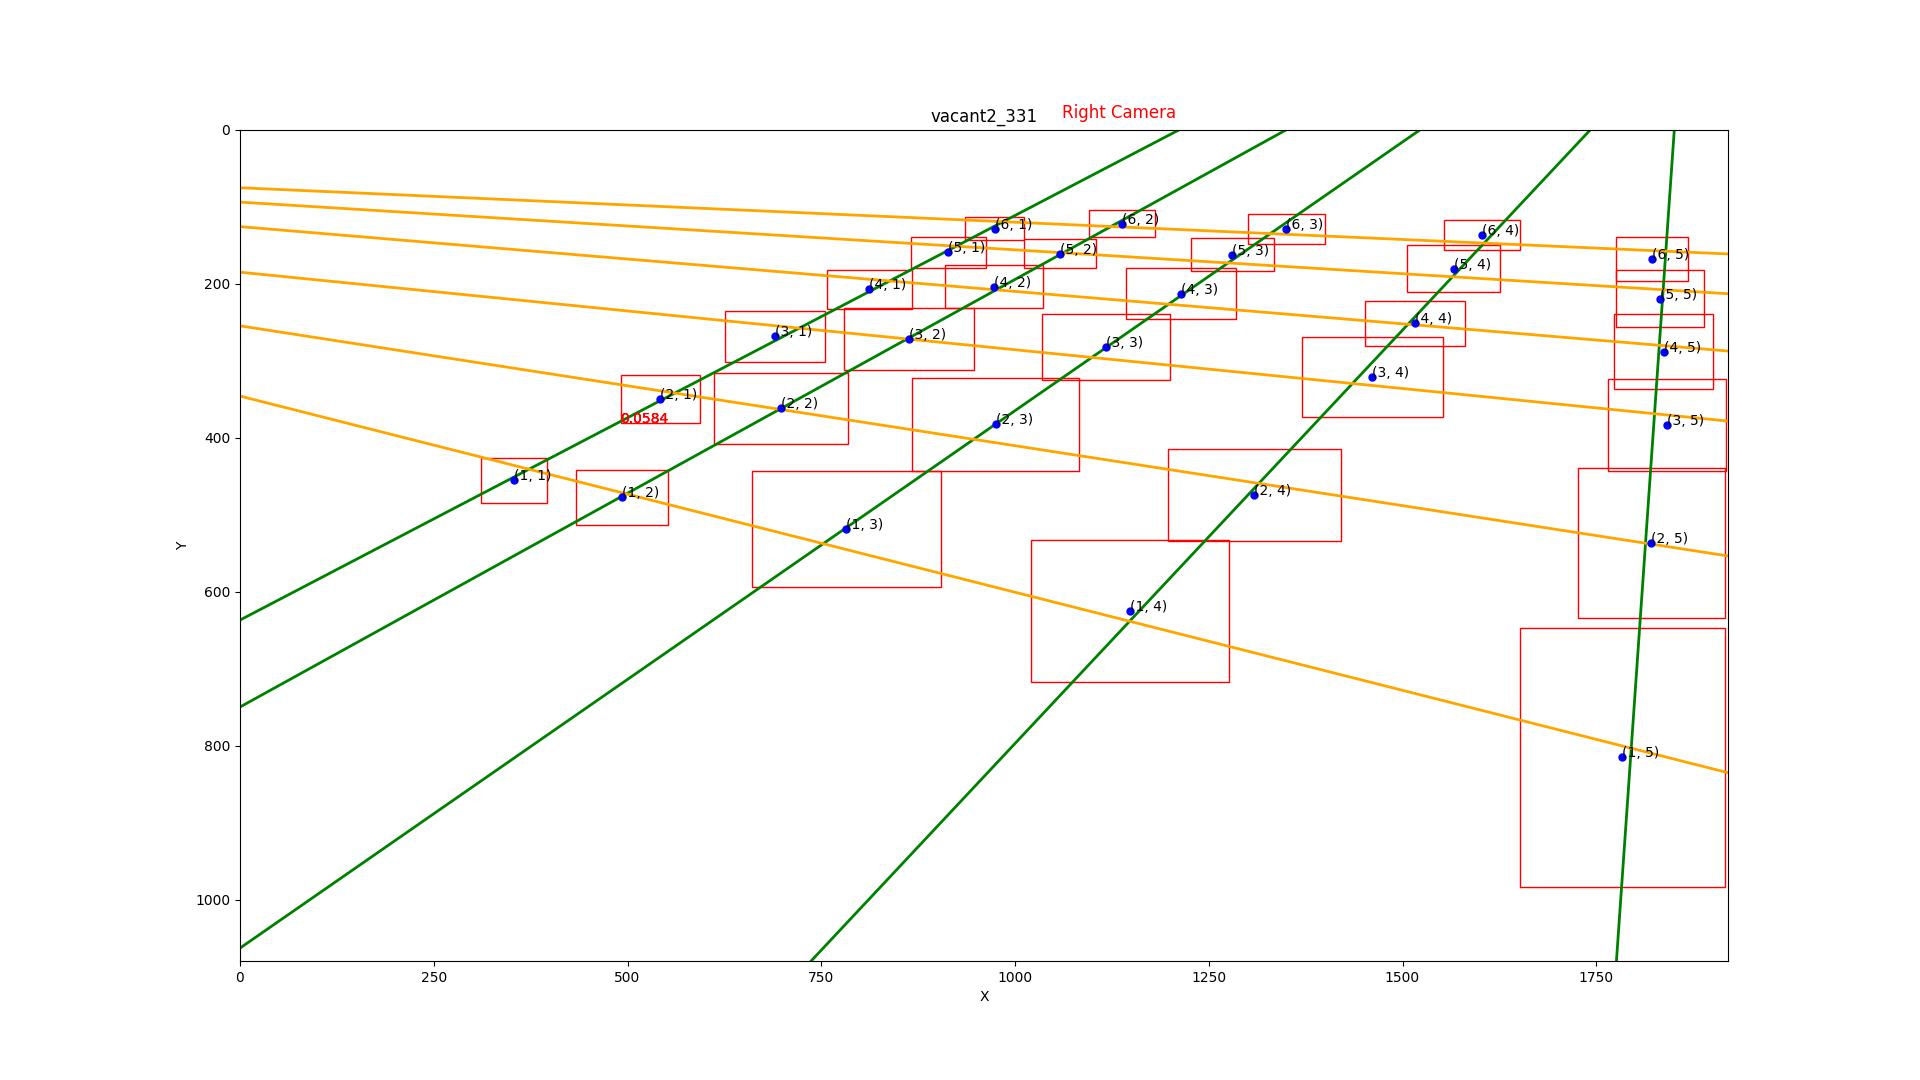 vacant2_331 Right Camera
0
(6, 1) (6, 2) (6, 3) (6, 4)
(5, 1) (5, 2) (5, 3) (5, 4) (6, 5)
200 (4, 1) (4, 2) (4, 3) (5, 5)
(3, 1) (3, 2) (3, 3) (4, 4) (4, 5)
(2, 1) (2, 2) (2, 3) (3, 4) (3, 5)
0.0584
400
(1, 1) (1, 2) (1, 3) (2, 4) (2, 5)
Y
600 (1, 4)
800 (1, 5)
1000
0 250 500 750 1000 1250 1500 1750
X